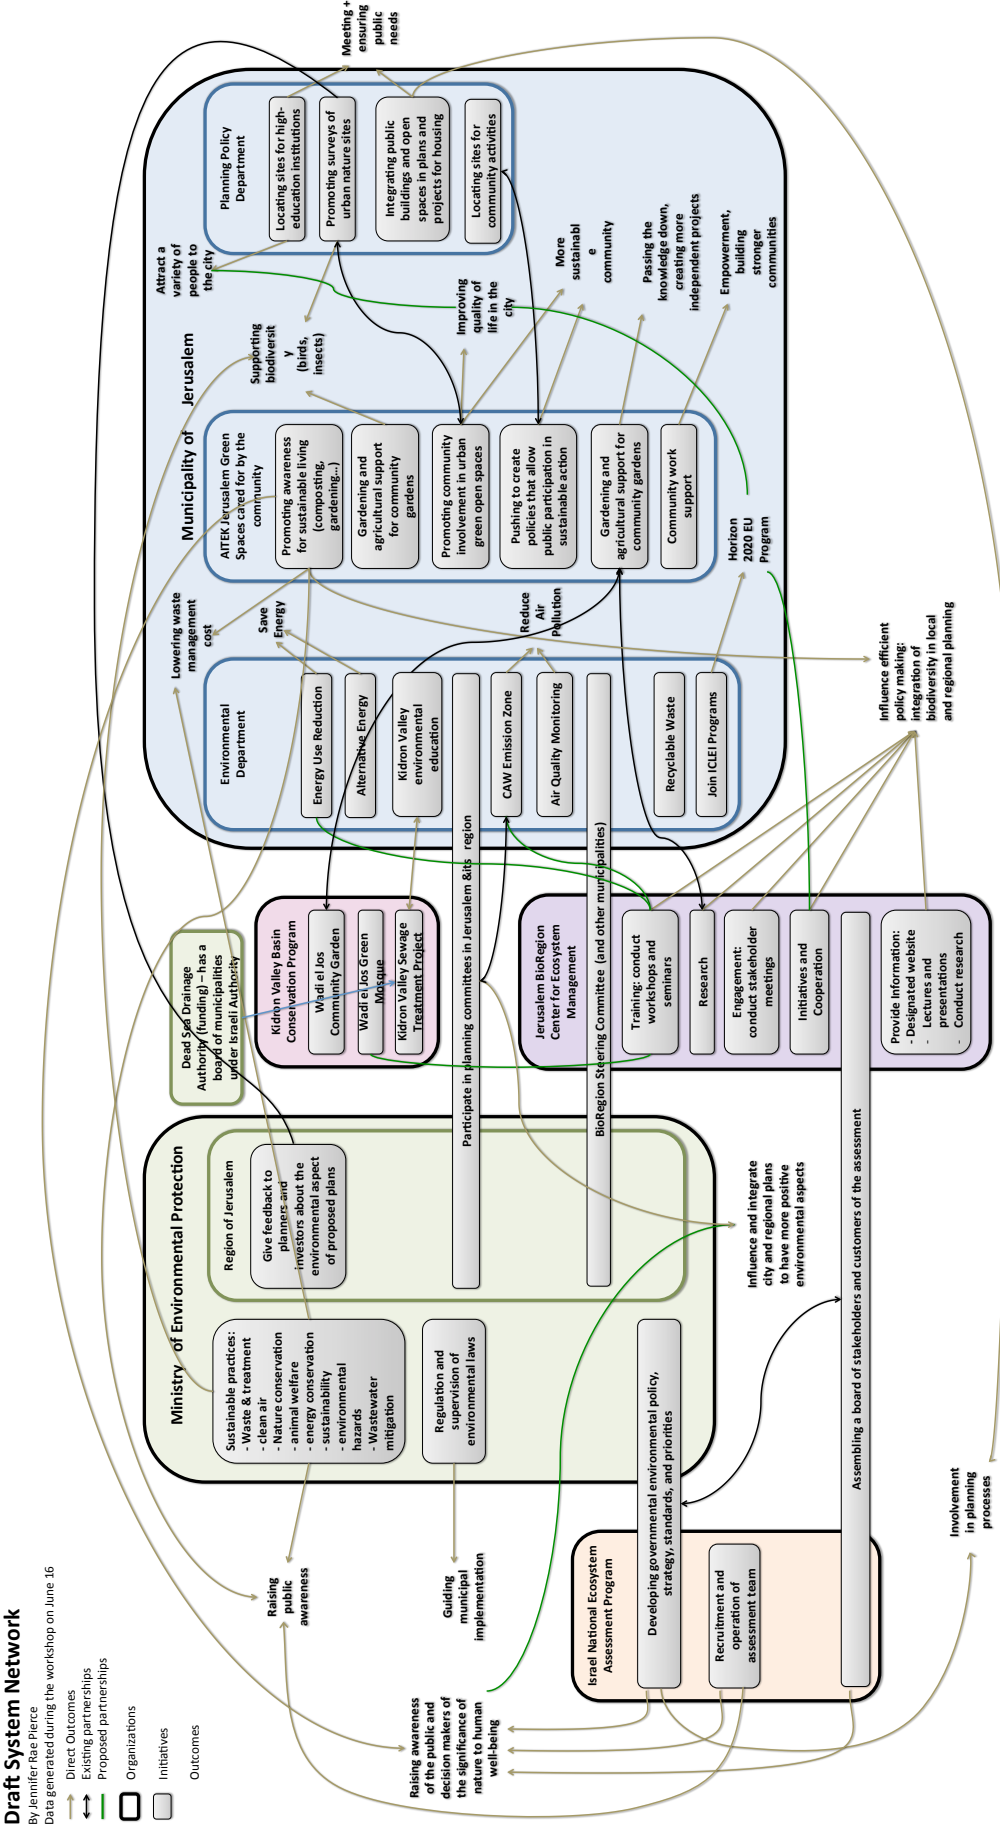 Draft System Network
By Jennifer Rae Pierce
Data generated during the workshop on June 16
Direct Outcomes
Existing partnerships
Proposed partnerships
Organizations
Initiatives
Outcomes
Raising awareness
of the public and
decision makers of
the significance of
nature to human
well-being
Raising
public
awareness
Guiding
municipal
implementation
Involvement
in planning
processes
Israel National Ecosystem
Assessment Program
Developing governmental environmental policy,
strategy, standards, and priorities
Recruitment and
operation of
assessment team
Assembling a board of stakeholders and customers of the assessment
Ministry of Environmental Protection
Sustainable practices:
- Waste & treatment
- clean air
- Nature conservation
- animal welfare
- energy conservation
- sustainability
- environmental
hazards
- Wastewater
mitigation
Regulation and
supervision of
environmental laws
Region of Jerusalem
Give feedback to
planners and
investors about the
environmental aspect
of proposed plans
Participate in planning committees in Jerusalem &its region
BioRegion Steering Committee (and other municipalities)
Influence and integrate
city and regional plans
to have more positive
environmental aspects
Dead Sea Drainage
Authority (funding) – has a
board of municipalities
under Israeli Authority
Kidron Valley Basin
Conservation Program
Wadi el Jos
Community Garden
Wadi el Jos Green
Mosque
Kidron Valley Sewage
Treatment Project
Jerusalem BioRegion
Center for Ecosystem
Management
Training: conduct
workshops and
seminars
Research
Engagement:
conduct stakeholder
meetings
Initiatives and
Cooperation
Provide Information:
- Designated website
- Lectures and
presentations
- Conduct research
Influence efficient
policy making:
integration of
biodiversity in local
and regional planning
Municipality of Jerusalem
Environmental
Department
Energy Use Reduction
Alternative Energy
Kidron Valley
environmental
education
CAW Emission Zone
Air Quality Monitoring
Recyclable Waste
Join ICLEI Programs
Lowering waste
management
cost
Save
Energy
Reduce
Air
Pollution
Horizon
2020 EU
Program
AITEK Jerusalem Green
Spaces cared for by the
community
Promoting awareness
for sustainable living
(composting,
gardening...)
Gardening and
agricultural support
for community
gardens
Promoting community
involvement in urban
green open spaces
Pushing to create
policies that allow
public participation in
sustainable action
Gardening and
agricultural support for
community gardens
Community work
support
Attract a
variety of
people to
the city
Supporting
biodiversit
y
(birds,
insects)
Improving
quality of
life in the
city
More
sustainabl
e
community
Passing the
knowledge down,
creating more
independent projects
Empowerment,
building
stronger
communities
Planning Policy
Department
Locating sites for high-
education institutions
Promoting surveys of
urban nature sites
Integrating public
buildings and open
spaces in plans and
projects for housing
Locating sites for
community activities
Meeting +
ensuring
public
needs